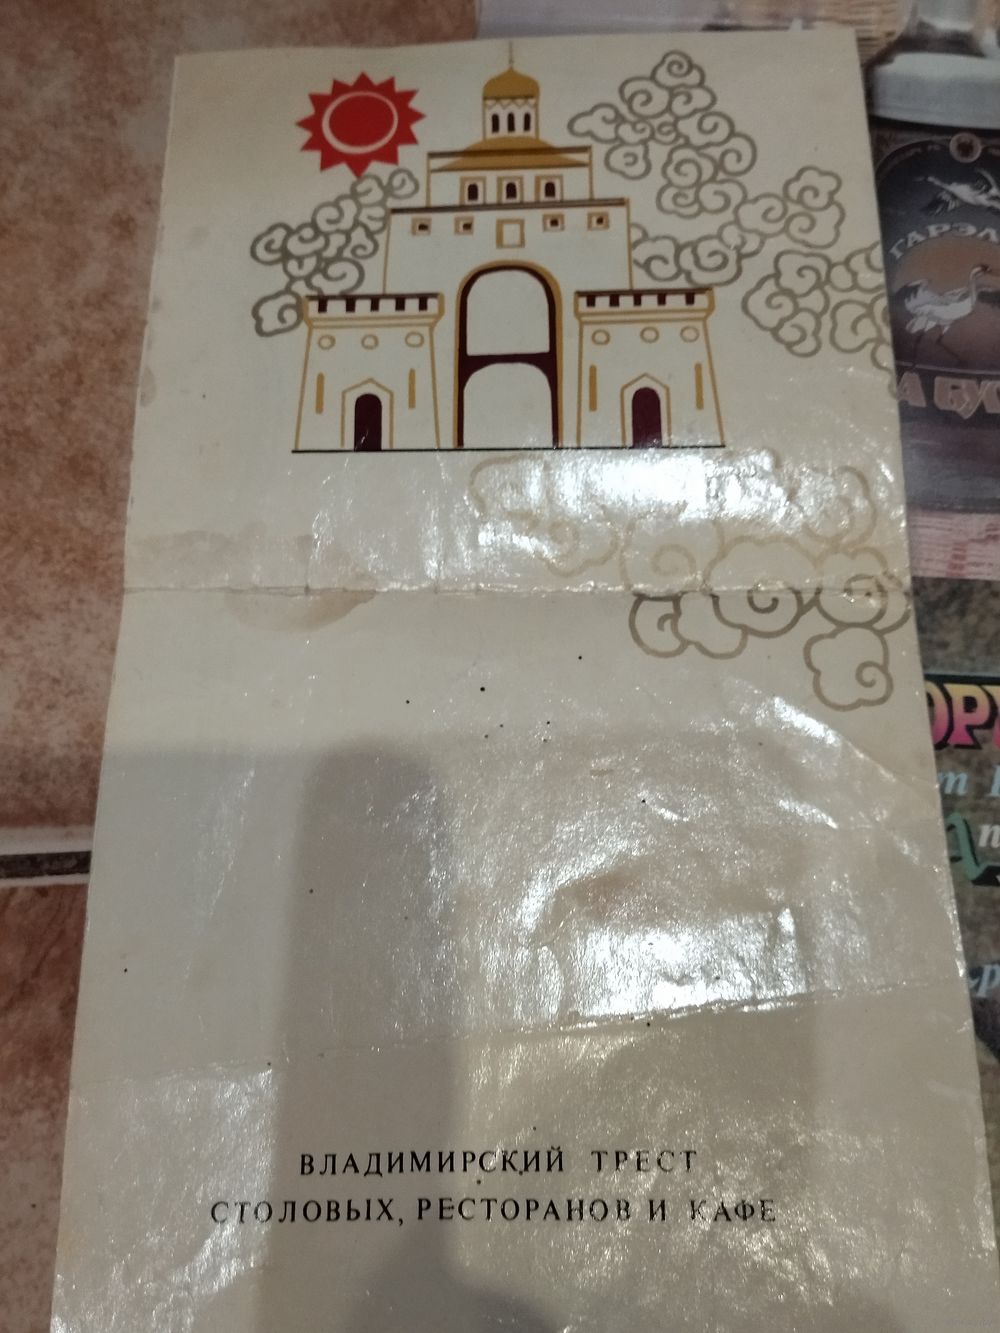 ВЛАДИМИРСКИЙ ТРЕСТ
СТОЛОВЫХ, РЕСТОРАНОВ И КАФЕ